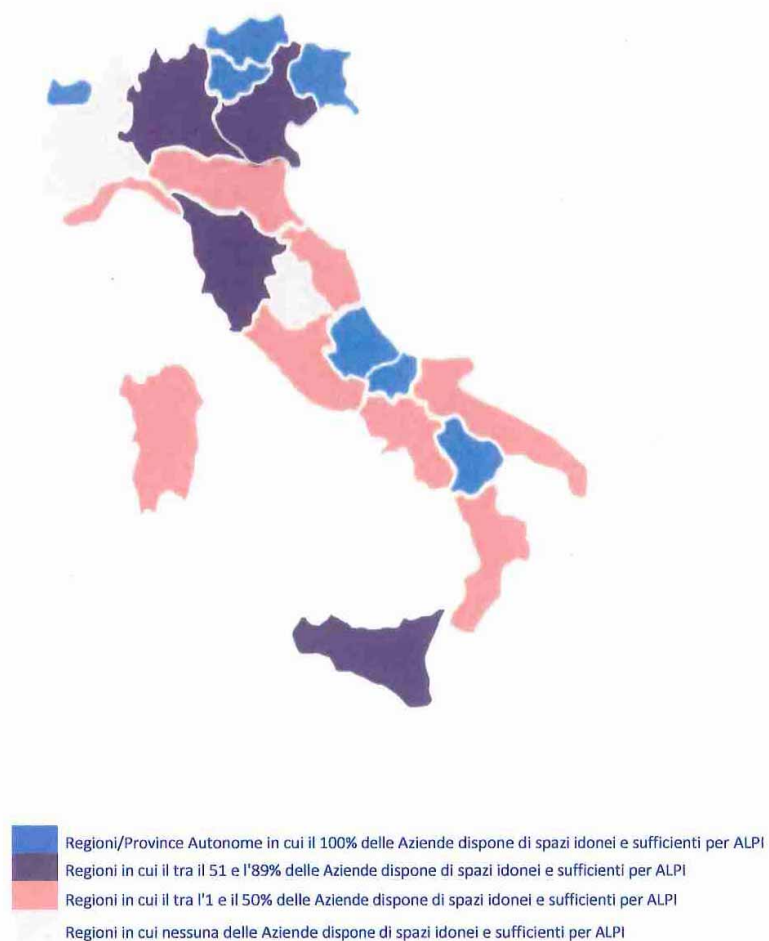 Regioni/Province Autonome in cui il 100% delle Aziende dispone di spazi idonei e sufficienti per ALPI
Regioni in cui il tra il 51 e l'89% delle Aziende dispone di spazi idonei e sufficienti per ALPI
Regioni in cui il tra l'1 e il 50% delle Aziende dispone di spazi idonei e sufficienti per ALPI
Regioni in cui nessuna delle Aziende dispone di spazi idonei e sufficienti per ALPI